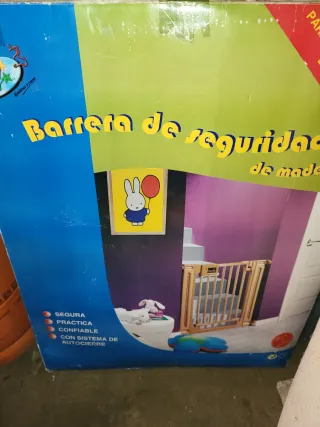 Barrera de seguridad
de made
SEGURA
PRACTICA
CONFIABLE
CON SISTEMA DE
AUTOCIERRE